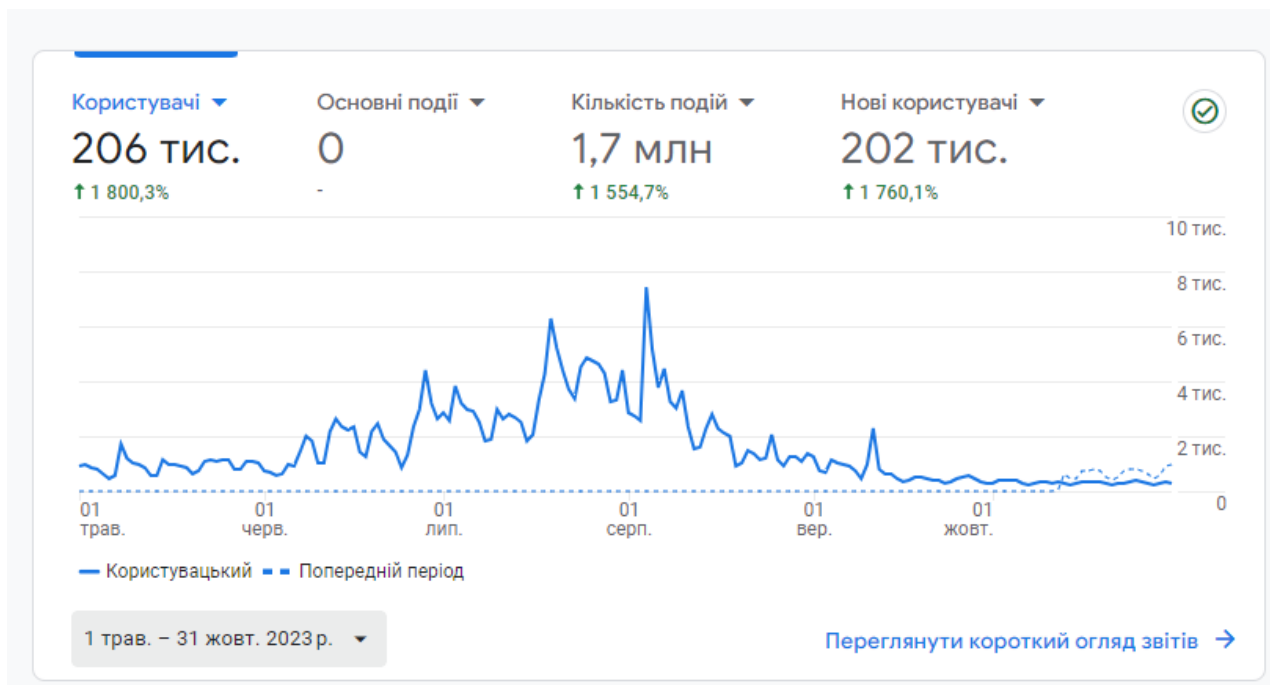 Користувачі Основні події Кількість подій Нові користувачі
206 тис. 0 1,7 млн 202 тис.
1 800,3% - 1 554,7% 1 760,1%
10 тис.
8 тис.
6 тис.
4 тис.
2 тис.
0
01 01 01 01 01 01
трав. черв. лип. серп. вер. жовт.
Користувацький Попередній період
1 трав. – 31 жовт. 2023 р. Переглянути короткий огляд звітів